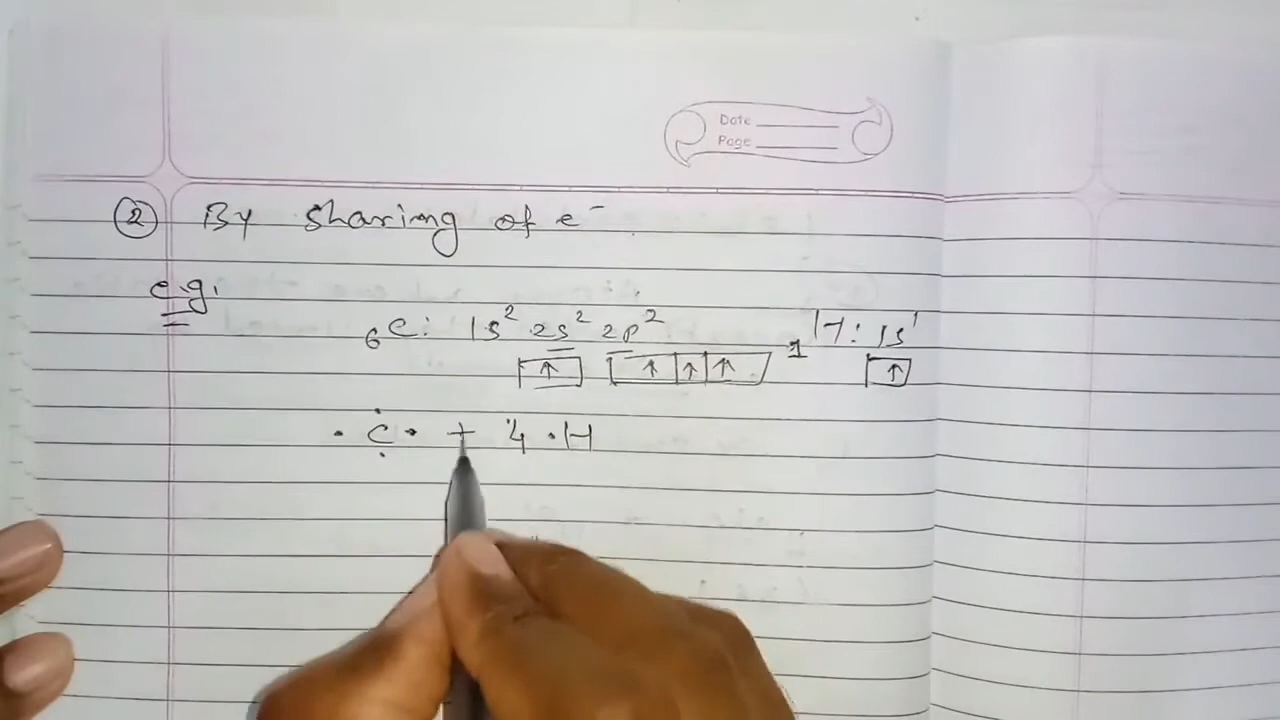 Date
Page
② By sharing of e⁻
e.g.
₆C: 1s² 2s² 2p² ₁H: 1s¹
↑ ↑ ↑ ↑ ↑
· C · + 4 · H